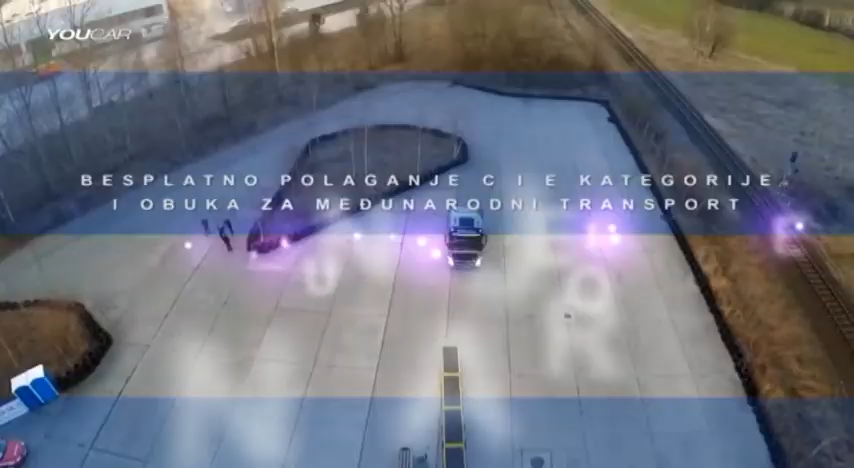 YOUCAR
BESPLATNO POLAGANJE C I E KATEGORIJE
I OBUKA ZA MEĐUNARODNI TRANSPORT